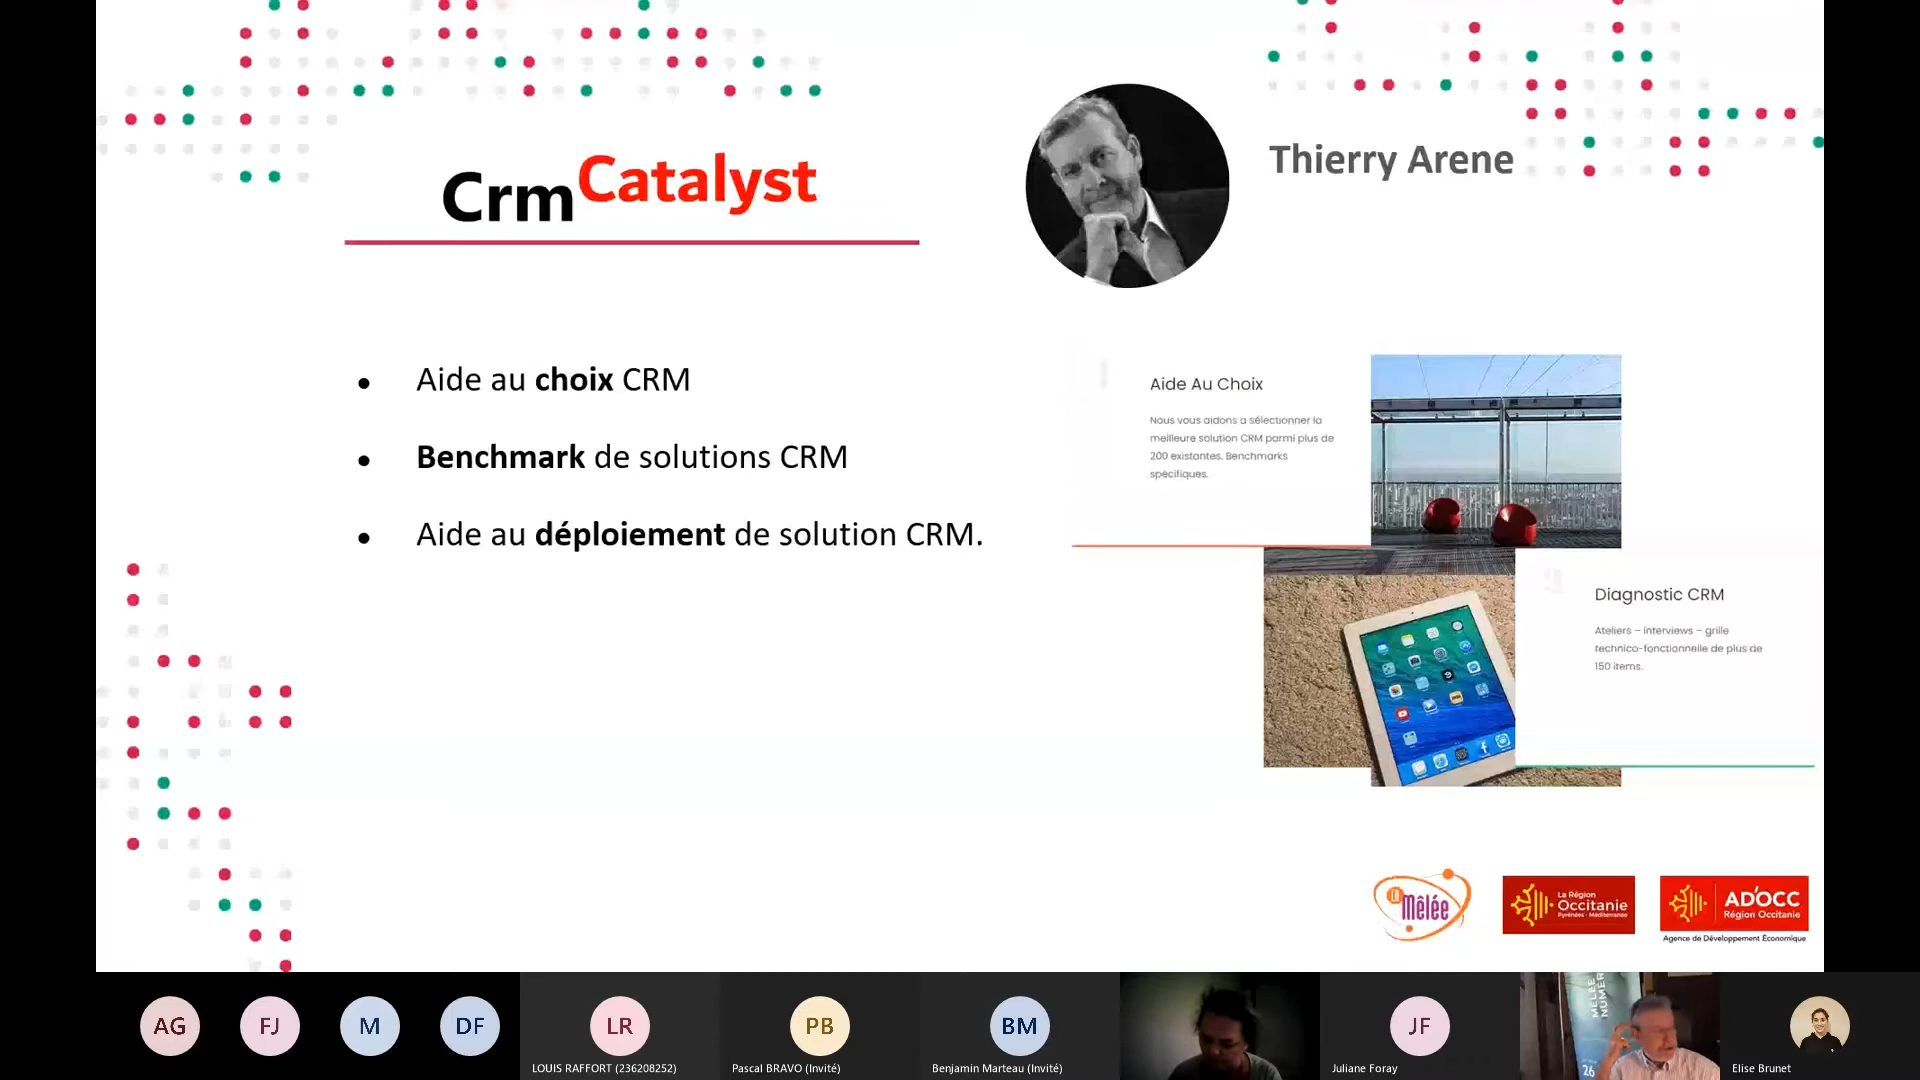 CrmCatalyst
Thierry Arene
Aide au choix CRM
Benchmark de solutions CRM
Aide au déploiement de solution CRM.
Aide Au Choix
Nous vous aidons a sélectionner la
meilleure solution CRM parmi plus de
200 existantes. Benchmarks
spécifiques.
Diagnostic CRM
Ateliers – interviews – grille
technico-fonctionnelle de plus de
150 items.
LA
Mêlée
La Région
Occitanie
Pyrénées - Méditerranée
AD'OCC
Région Occitanie
Agence de Développement Économique
AG
FJ
M
DF
LR
LOUIS RAFFORT (236208252)
PB
Pascal BRAVO (Invité)
BM
Benjamin Marteau (Invité)
JF
Juliane Foray
MÊLÉE
NUMÉR
26
Elise Brunet